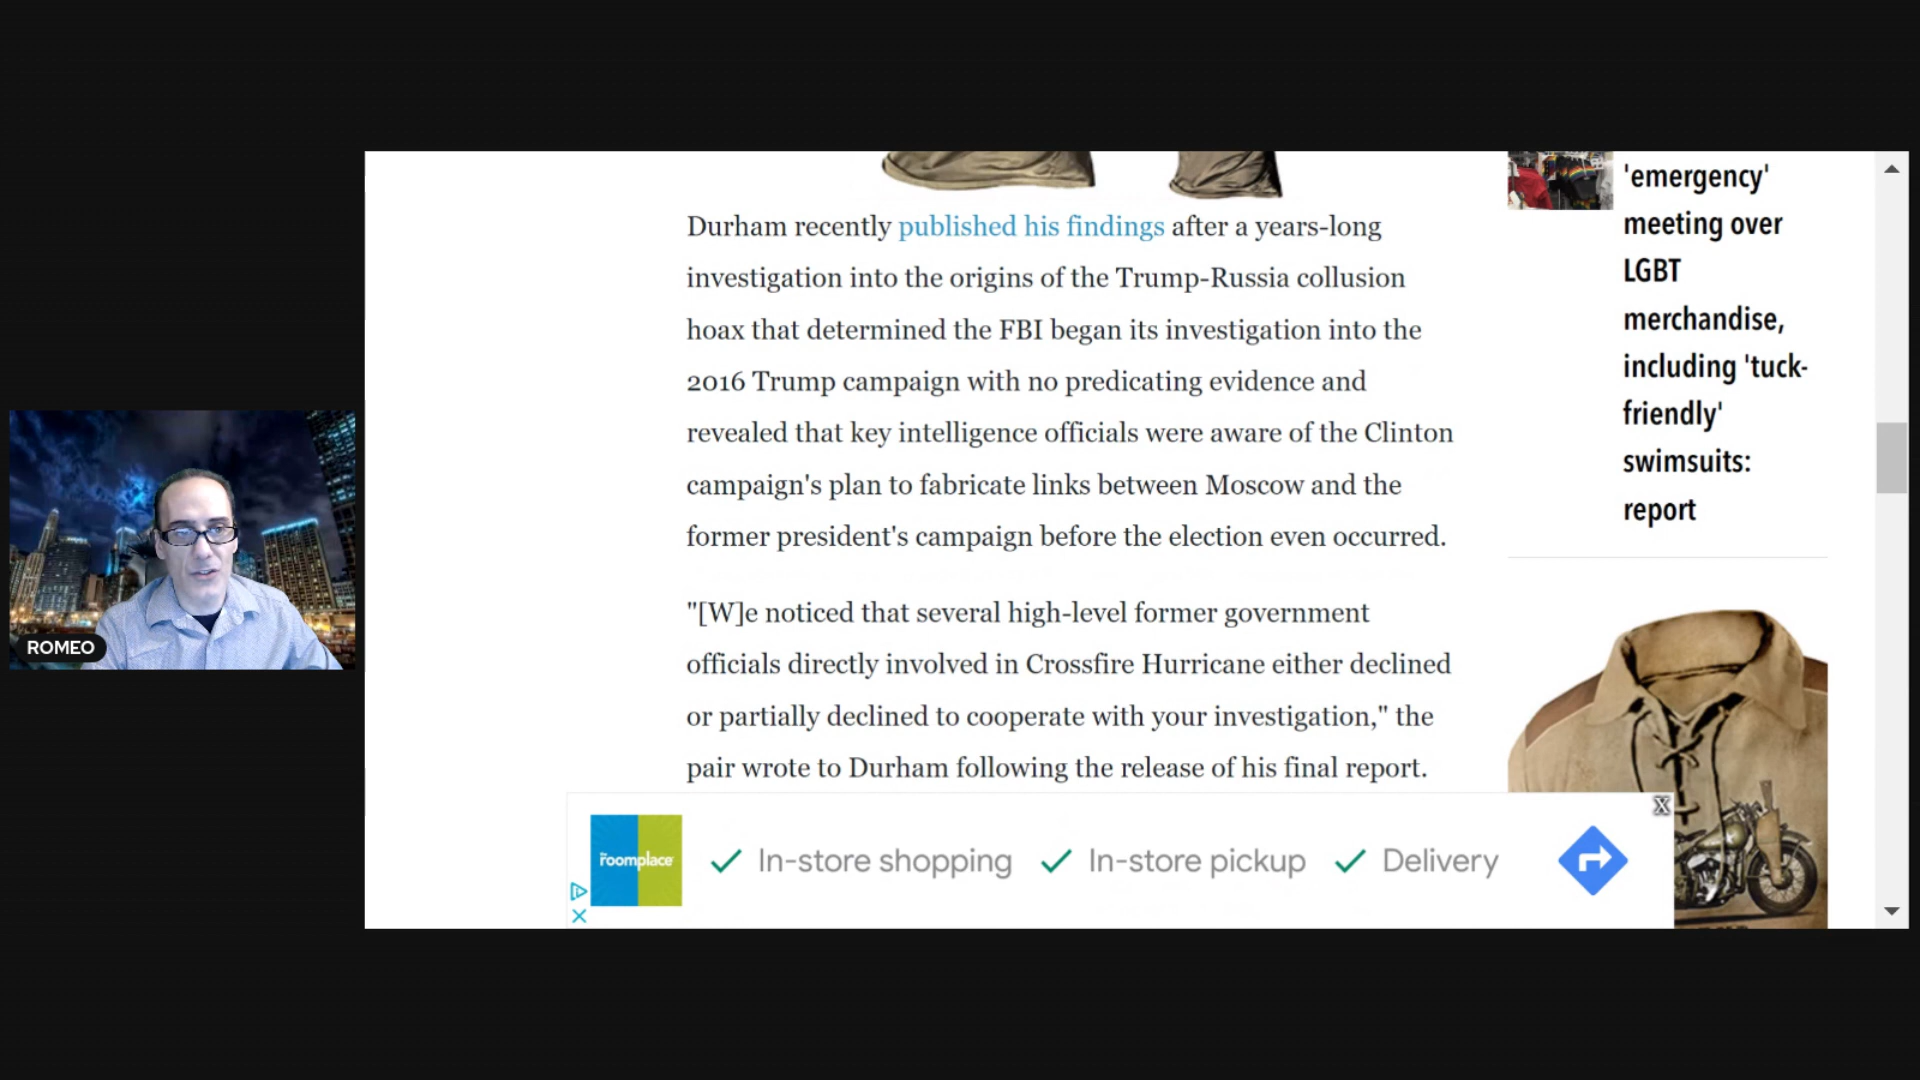 Durham recently published his findings after a years-long
investigation into the origins of the Trump-Russia collusion
hoax that determined the FBI began its investigation into the
2016 Trump campaign with no predicating evidence and
revealed that key intelligence officials were aware of the Clinton
campaign's plan to fabricate links between Moscow and the
former president's campaign before the election even occurred.
"[W]e noticed that several high-level former government
officials directly involved in Crossfire Hurricane either declined
or partially declined to cooperate with your investigation," the
pair wrote to Durham following the release of his final report.
'emergency'
meeting over
LGBT
merchandise,
including 'tuck-
friendly'
swimsuits:
report
ROMEO
the roomplace
In-store shopping
In-store pickup
Delivery
X